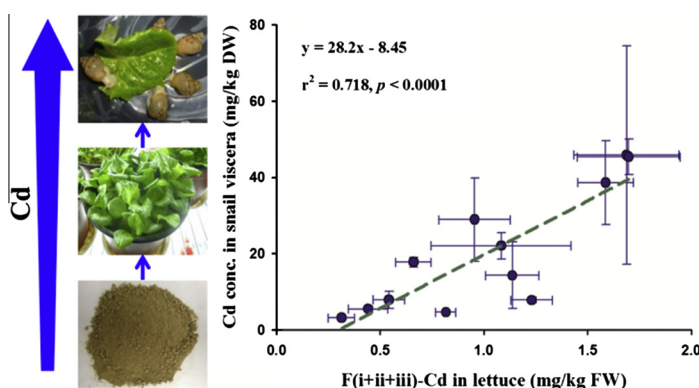 Cd
y = 28.2x - 8.45
r² = 0.718, p < 0.0001
Cd conc. in snail viscera (mg/kg DW)
80
60
40
20
0
0.0 0.5 1.0 1.5 2.0
F(i+ii+iii)-Cd in lettuce (mg/kg FW)